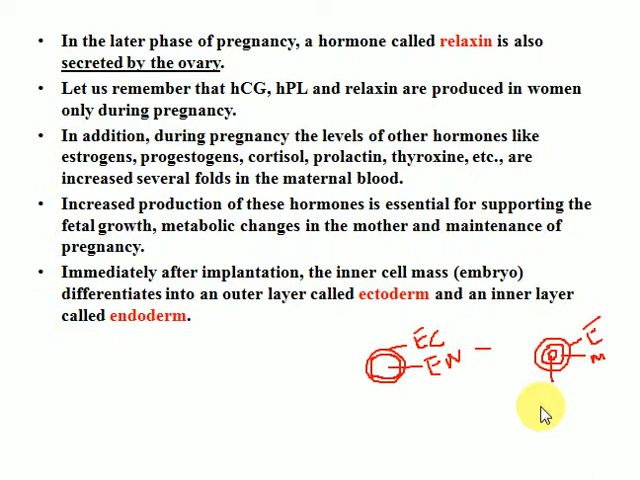 • In the later phase of pregnancy, a hormone called relaxin is also
secreted by the ovary.
• Let us remember that hCG, hPL and relaxin are produced in women
only during pregnancy.
• In addition, during pregnancy the levels of other hormones like
estrogens, progestogens, cortisol, prolactin, thyroxine, etc., are
increased several folds in the maternal blood.
• Increased production of these hormones is essential for supporting the
fetal growth, metabolic changes in the mother and maintenance of
pregnancy.
• Immediately after implantation, the inner cell mass (embryo)
differentiates into an outer layer called ectoderm and an inner layer
called endoderm.
EC
EN
E
M